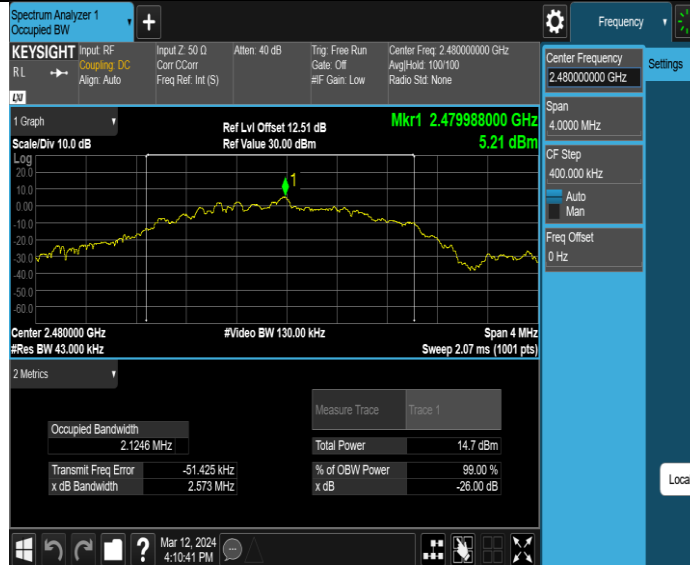 Spectrum Analyzer 1
Occupied BW
+
Frequency
KEYSIGHT
RL
LXI
Input: RF
Coupling: DC
Align: Auto
Input Z: 50 Ω
Corr CCorr
Freq Ref: Int (S)
Atten: 40 dB
Trig: Free Run
Gate: Off
#IF Gain: Low
Center Freq: 2.480000000 GHz
Avg|Hold: 100/100
Radio Std: None
Center Frequency
2.480000000 GHz
Settings
Span
4.0000 MHz
CF Step
400.000 kHz
Auto
Man
Freq Offset
0 Hz
1 Graph
Scale/Div 10.0 dB
Ref Lvl Offset 12.51 dB
Ref Value 30.00 dBm
Mkr1 2.479988000 GHz
5.21 dBm
Log
20.0
10.0
0.00
-10.0
-20.0
-30.0
-40.0
-50.0
-60.0
1
Center 2.480000 GHz
#Res BW 43.000 kHz
#Video BW 130.00 kHz
Span 4 MHz
Sweep 2.07 ms (1001 pts)
2 Metrics
Measure Trace
Trace 1
Occupied Bandwidth
2.1246 MHz
Total Power
14.7 dBm
Transmit Freq Error
-51.425 kHz
% of OBW Power
99.00 %
x dB Bandwidth
2.573 MHz
x dB
-26.00 dB
Loca
?
Mar 12, 2024
4:10:41 PM